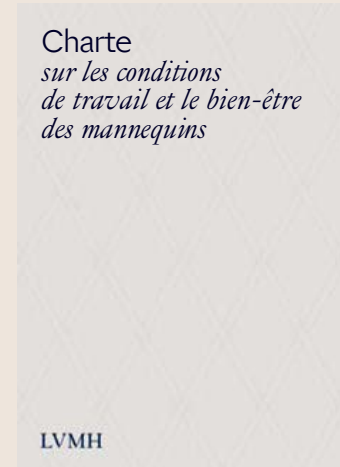 Charte
sur les conditions
de travail et le bien-être
des mannequins
LVMH